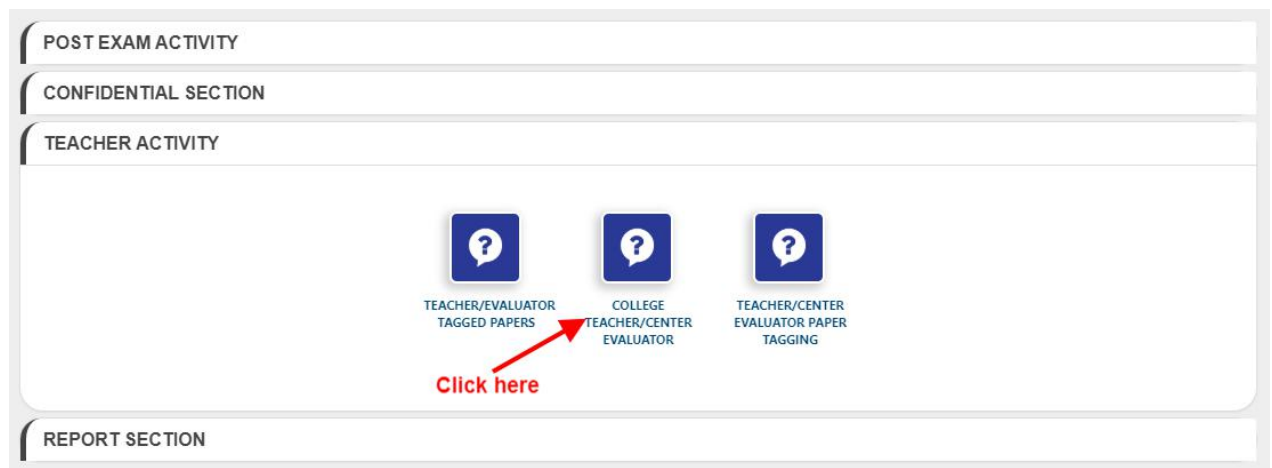 POST EXAM ACTIVITY
CONFIDENTIAL SECTION
TEACHER ACTIVITY
?
?
?
TEACHER/EVALUATOR
TAGGED PAPERS
COLLEGE
TEACHER/CENTER
EVALUATOR
TEACHER/CENTER
EVALUATOR PAPER
TAGGING
Click here
REPORT SECTION